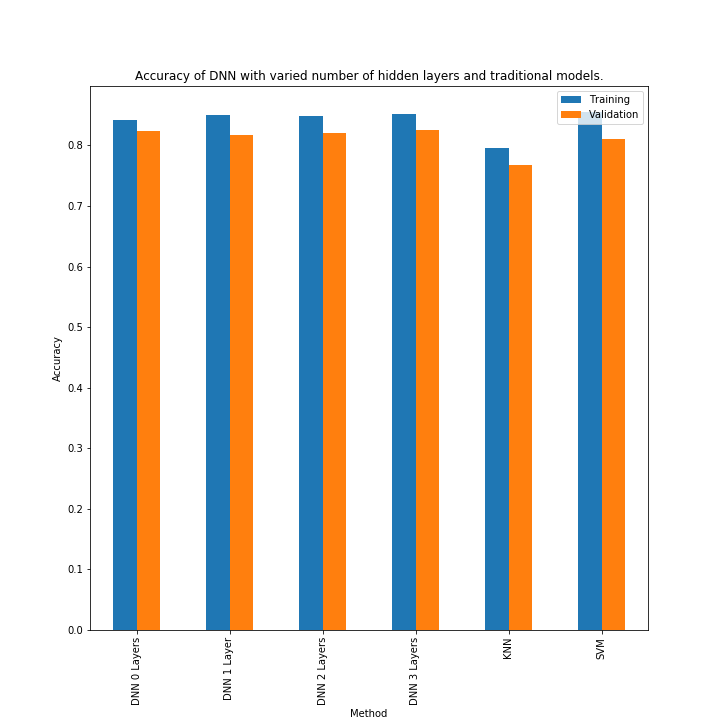 Accuracy of DNN with varied number of hidden layers and traditional models.
Training
Validation
0.8
0.7
0.6
0.5
0.4
0.3
0.2
0.1
0.0
Accuracy
DNN 0 Layers
DNN 1 Layer
DNN 2 Layers
DNN 3 Layers
KNN
SVM
Method